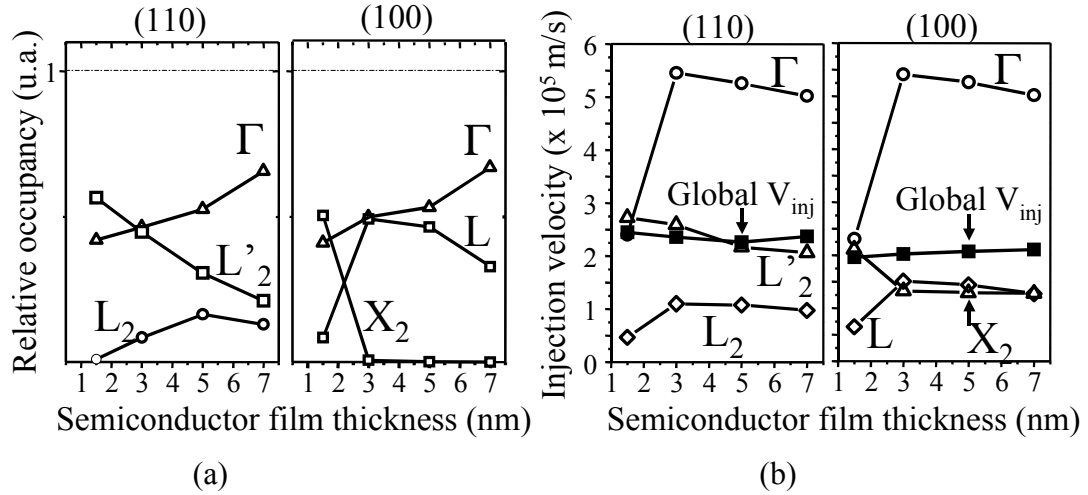 (110) (100)
Relative occupancy (u.a.)
1
Γ
L'₂
L₂
1 2 3 4 5 6 7
Γ
L
X₂
1 2 3 4 5 6 7
Semiconductor film thickness (nm)
(a)
(110) (100)
Injection velocity (x 10⁵ m/s)
6
5
4
3
2
1
0
Γ
Global Vinj
L'₂
L₂
1 2 3 4 5 6 7
Γ
Global Vinj
L
X₂
1 2 3 4 5 6 7
Semiconductor film thickness (nm)
(b)